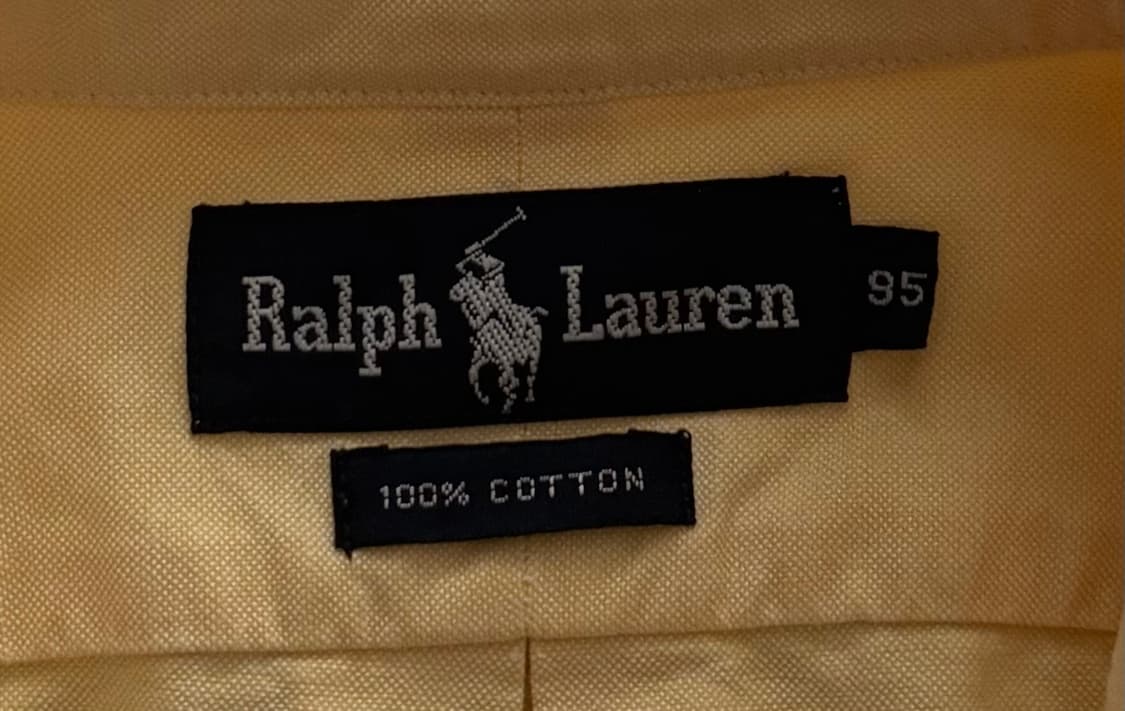 Ralph Lauren 95
100% COTTON